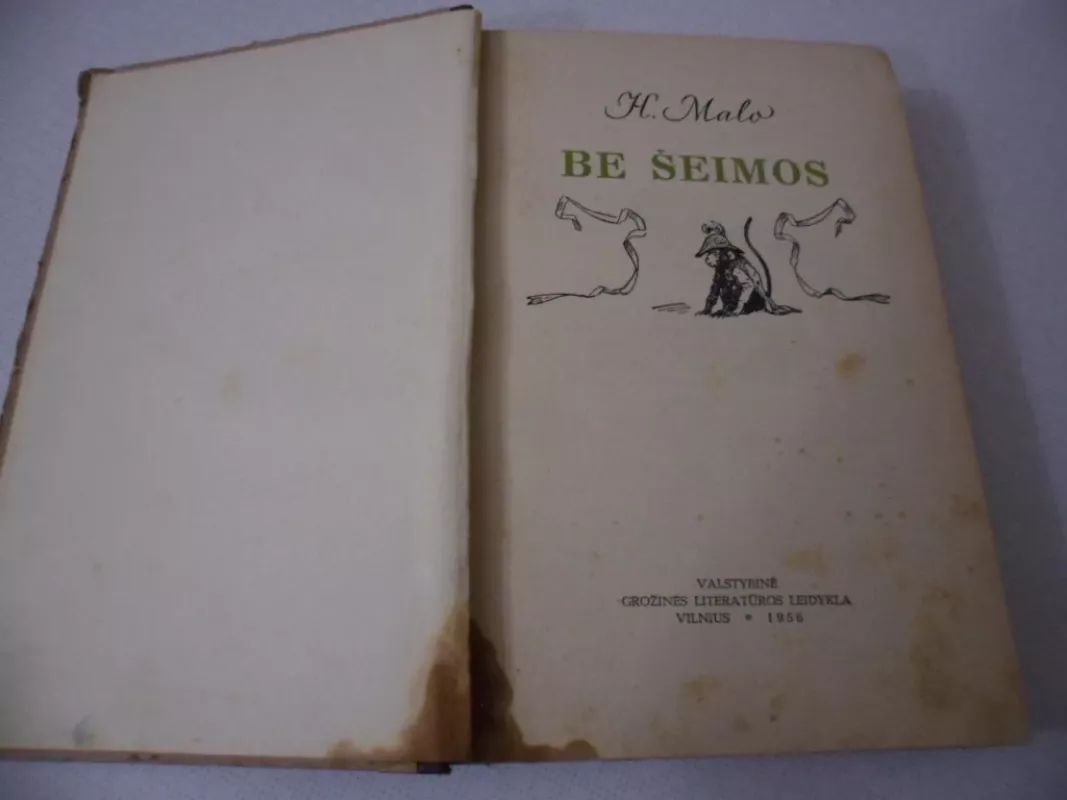 H. Malo
BE ŠEIMOS
VALSTYBINĖ
GROŽINĖS LITERATŪROS LEIDYKLA
VILNIUS * 1956